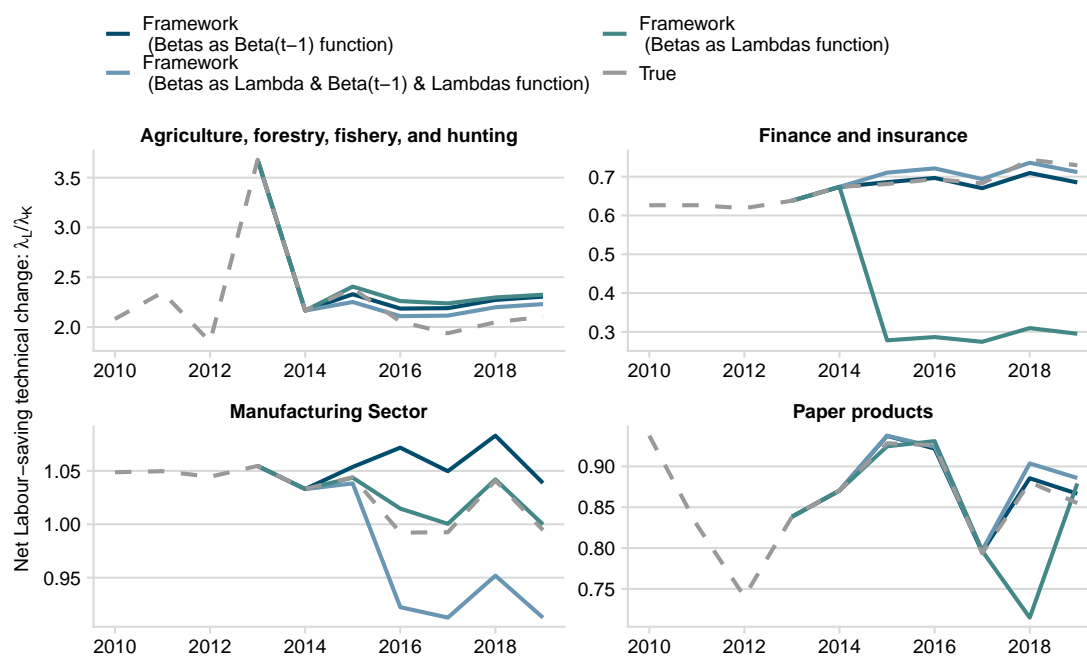 Framework
(Betas as Beta(t−1) function)
Framework
(Betas as Lambda & Beta(t−1) & Lambdas function)
Framework
(Betas as Lambdas function)
True
Net Labour−saving technical change: λL/λK
Agriculture, forestry, fishery, and hunting
3.5
3.0
2.5
2.0
2010 2012 2014 2016 2018
Finance and insurance
0.7
0.6
0.5
0.4
0.3
2010 2012 2014 2016 2018
Manufacturing Sector
1.05
1.00
0.95
2010 2012 2014 2016 2018
Paper products
0.90
0.85
0.80
0.75
2010 2012 2014 2016 2018